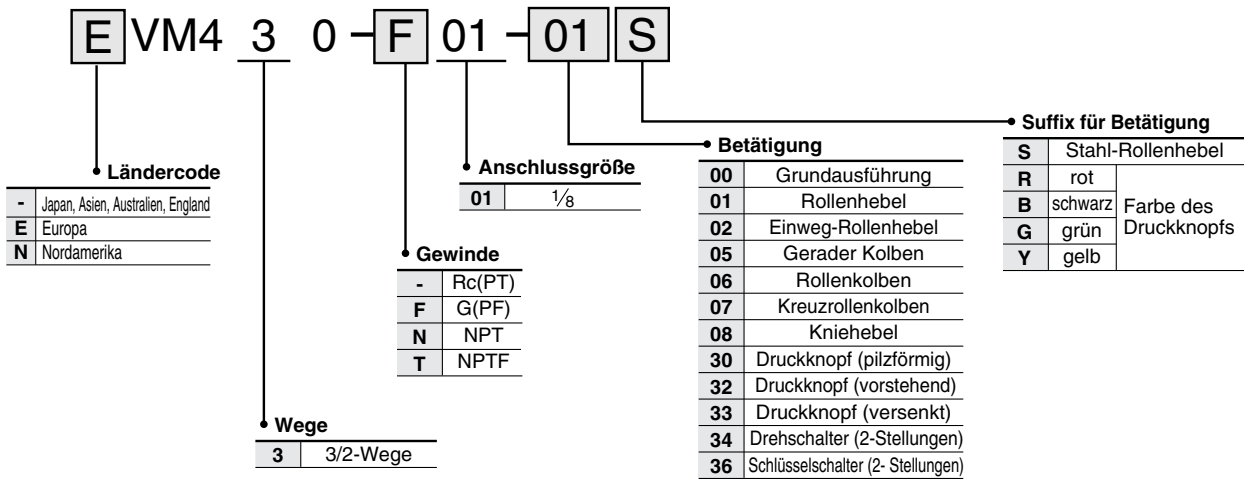 E VM4 3 0 – F 01 – 01 S
Ländercode
- Japan, Asien, Australien, England
E Europa
N Nordamerika
Wege
3 3/2-Wege
Gewinde
- Rc(PT)
F G(PF)
N NPT
T NPTF
Anschlussgröße
01 1/8
Betätigung
00 Grundausführung
01 Rollenhebel
02 Einweg-Rollenhebel
05 Gerader Kolben
06 Rollenkolben
07 Kreuzrollenkolben
08 Kniehebel
30 Druckknopf (pilzförmig)
32 Druckknopf (vorstehend)
33 Druckknopf (versenkt)
34 Drehschalter (2-Stellungen)
36 Schlüsselschalter (2- Stellungen)
Suffix für Betätigung
S Stahl-Rollenhebel
R rot
B schwarz
G grün
Y gelb
Farbe des
Druckknopfs